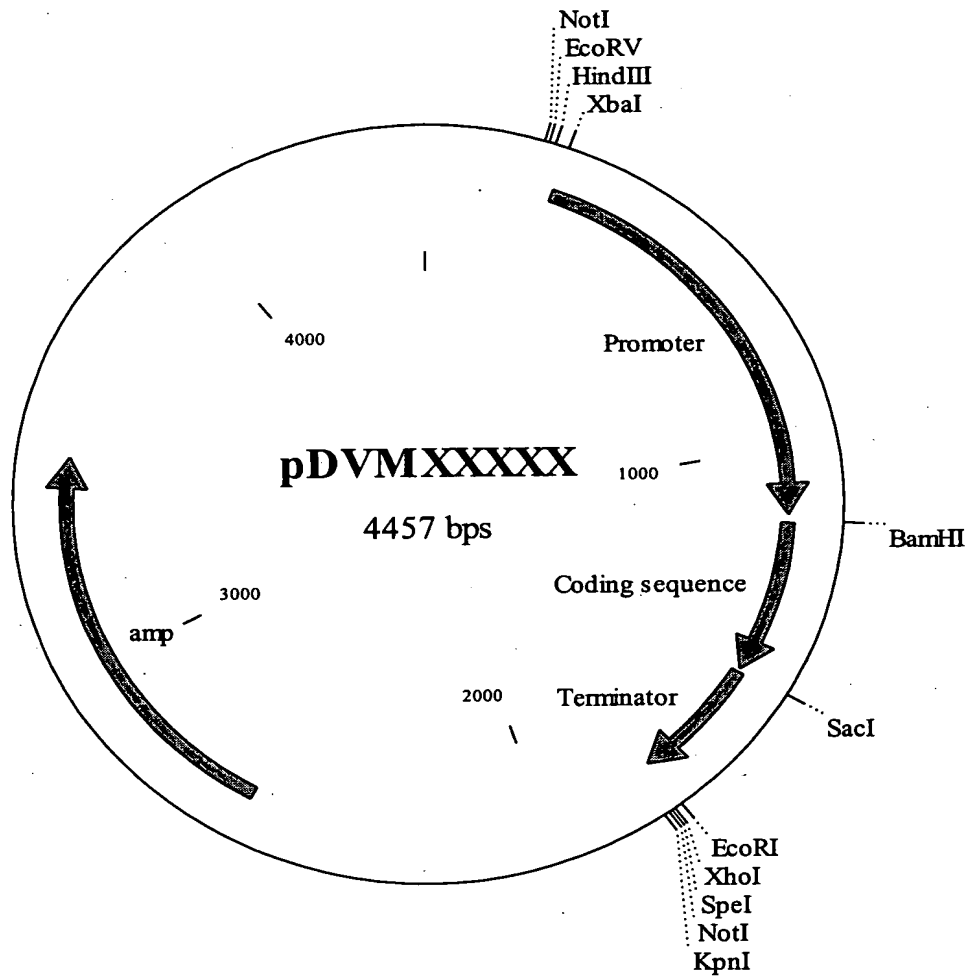 NotI
EcoRV
HindIII
XbaI
4000
Promoter
pDVMXXXXX
1000
4457 bps
BamHI
Coding sequence
3000
amp
2000
Terminator
SacI
EcoRI
XhoI
SpeI
NotI
KpnI